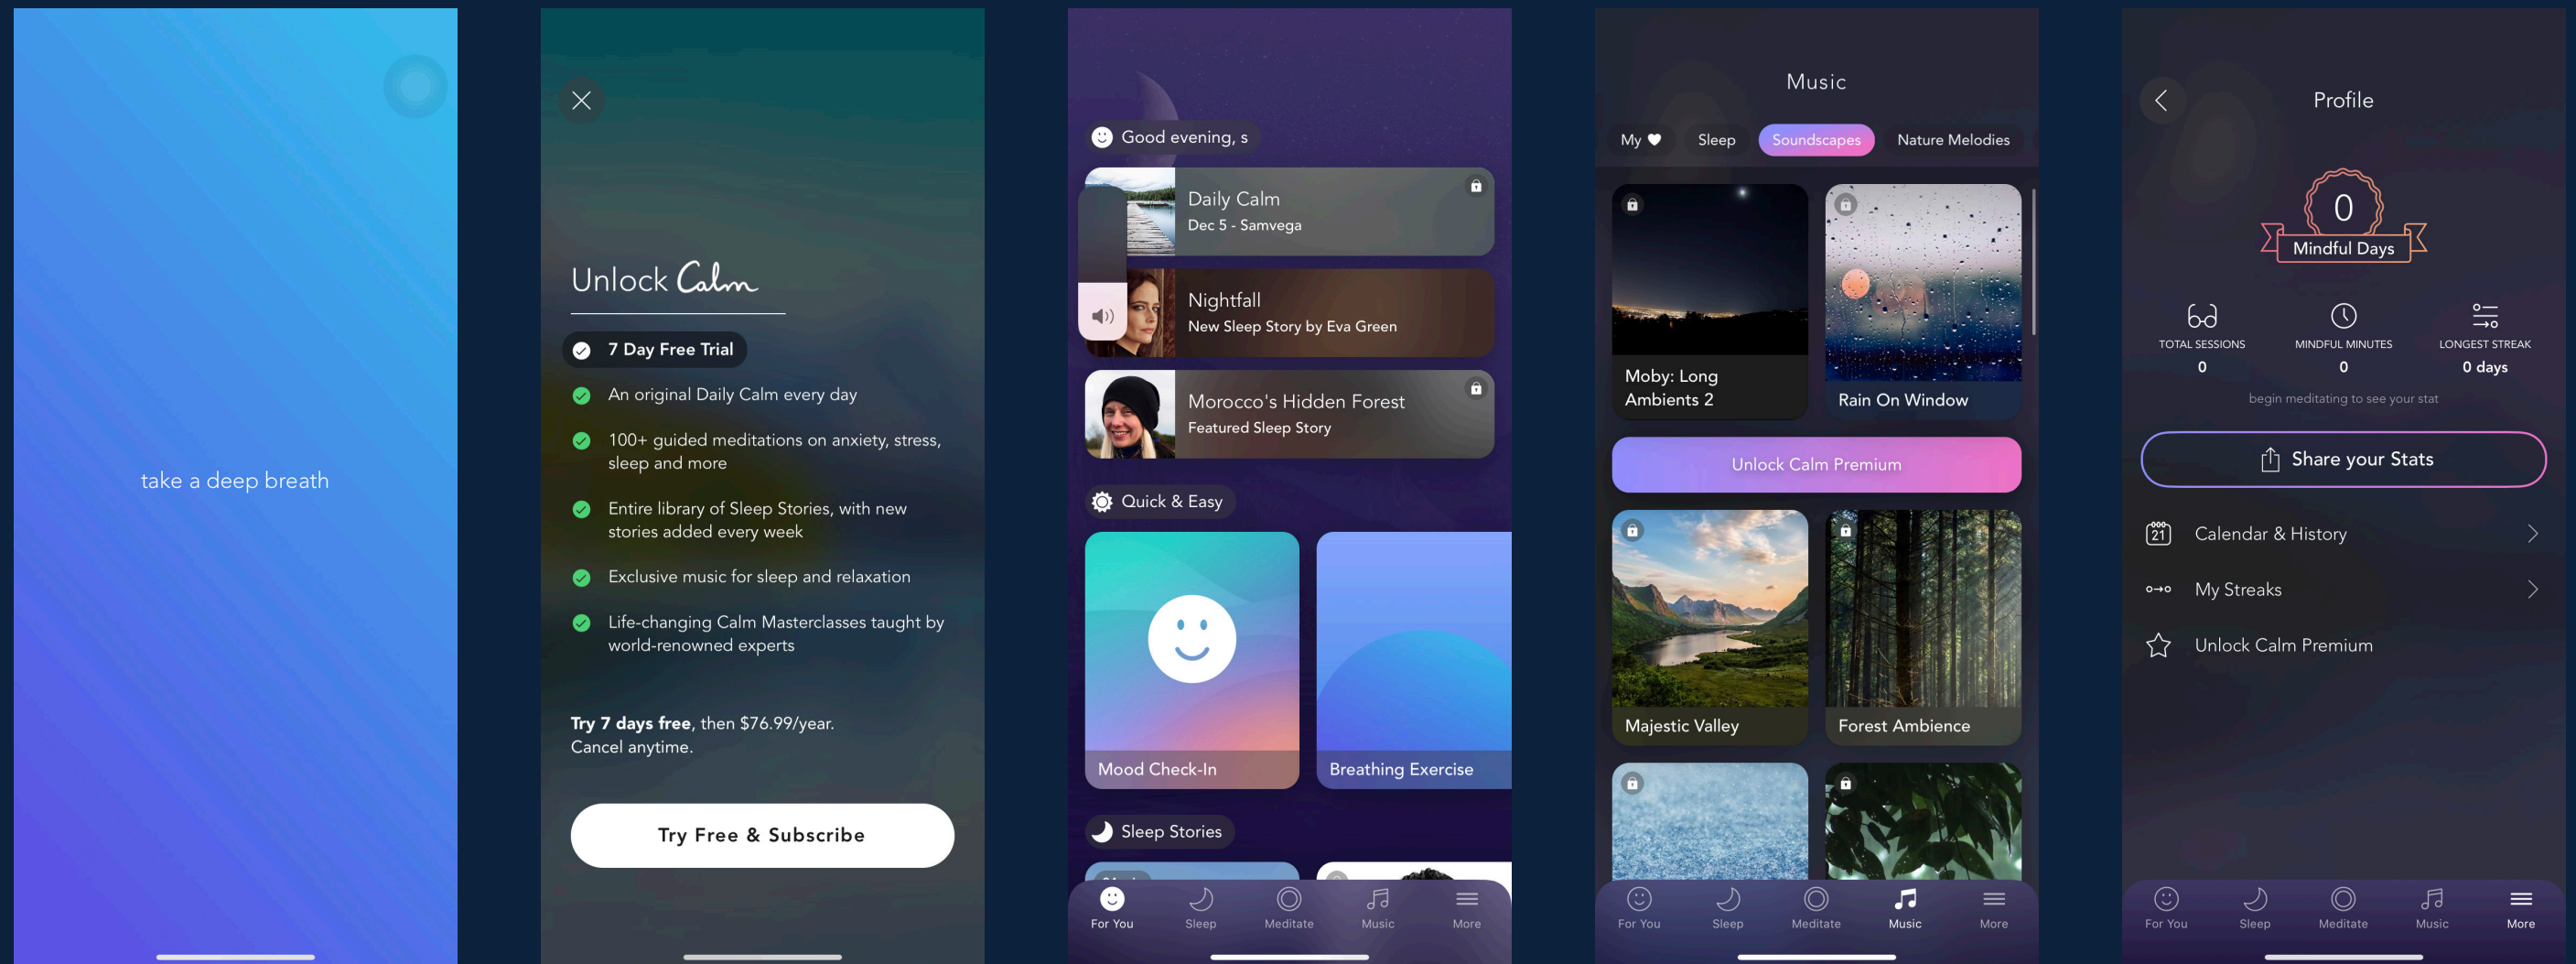 take a deep breath
Unlock Calm
7 Day Free Trial
An original Daily Calm every day
100+ guided meditations on anxiety, stress,
sleep and more
Entire library of Sleep Stories, with new
stories added every week
Exclusive music for sleep and relaxation
Life-changing Calm Masterclasses taught by
world-renowned experts
Try 7 days free, then $76.99/year.
Cancel anytime.
Try Free & Subscribe
Good evening, s
Daily Calm
Dec 5 - Samvega
Nightfall
New Sleep Story by Eva Green
Morocco's Hidden Forest
Featured Sleep Story
Quick & Easy
Mood Check-In
Breathing Exercise
Sleep Stories
For You
Sleep
Meditate
Music
More
Music
My
Sleep
Soundscapes
Nature Melodies
Moby: Long
Ambients 2
Rain On Window
Unlock Calm Premium
Majestic Valley
Forest Ambience
For You
Sleep
Meditate
Music
More
Profile
0
Mindful Days
TOTAL SESSIONS
0
MINDFUL MINUTES
0
LONGEST STREAK
0 days
begin meditating to see your stat
Share your Stats
21
Calendar & History
My Streaks
Unlock Calm Premium
For You
Sleep
Meditate
Music
More